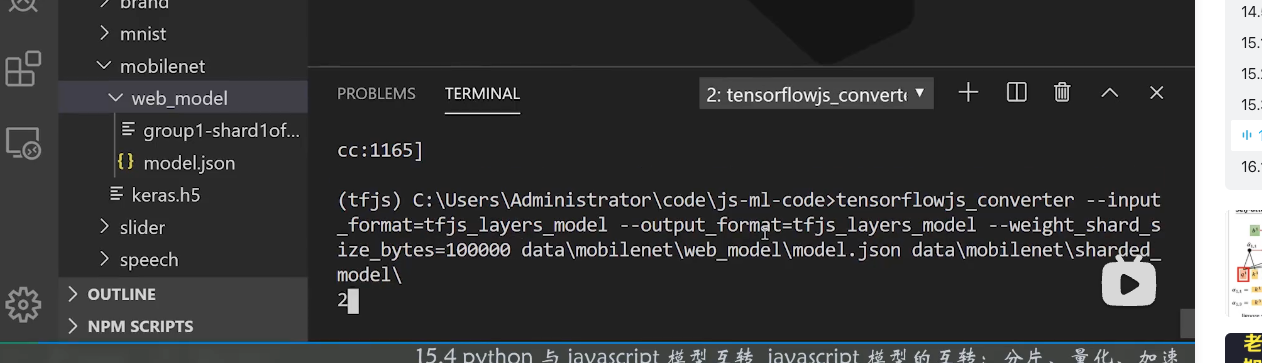 brand
mnist
mobilenet
web_model
group1-shard1of...
model.json
keras.h5
slider
speech
OUTLINE
NPM SCRIPTS
PROBLEMS
TERMINAL
2: tensorflowjs_converte
cc:1165]
(tfjs) C:\Users\Administrator\code\js-ml-code>tensorflowjs_converter --input
_format=tfjs_layers_model --output_format=tfjs_layers_model --weight_shard_s
ize_bytes=100000 data\mobilenet\web_model\model.json data\mobilenet\sharded_
model\
2
15.4 python 与 javascript 模型互转 javascript 模型的互转：分片、量化、加速
14.
15.
15.
15.
16.
老